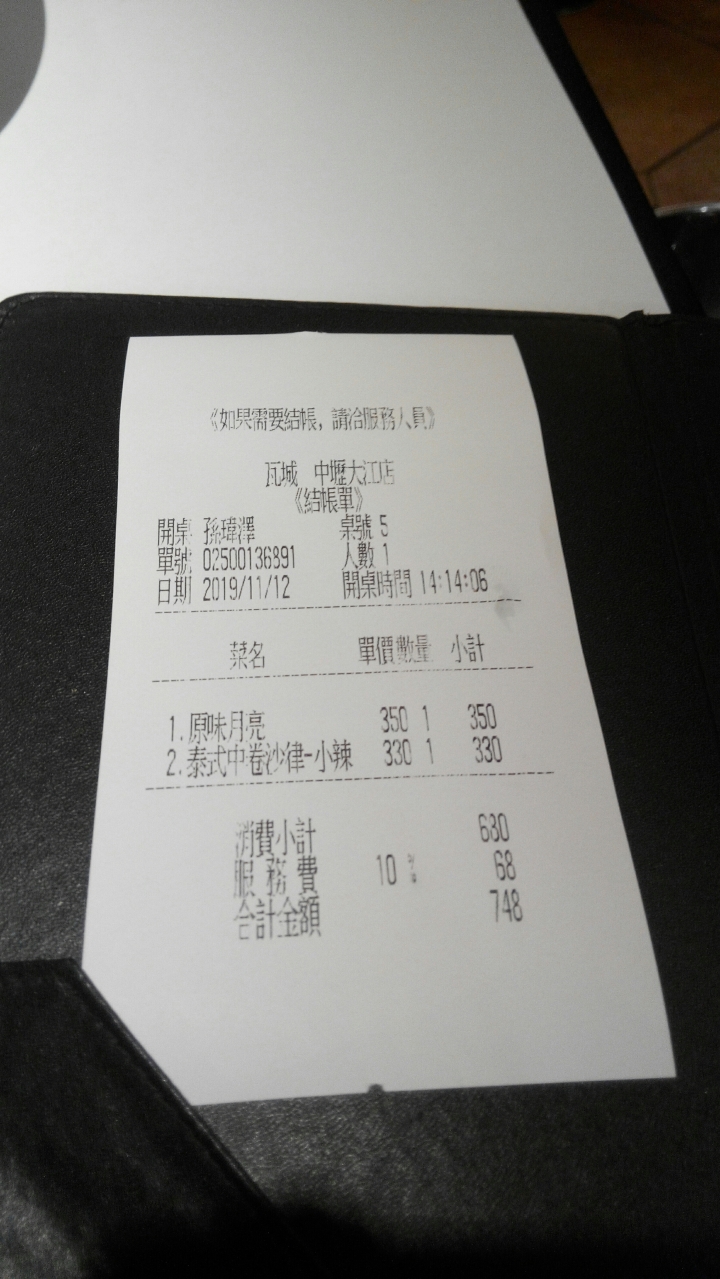 《如果需要結帳，請洽服務人員》
瓦城 中壢大江店
《結帳單》
開桌 孫瑋澤 桌號 5
單號 02500136891 人數 1
日期 2019/11/12 開桌時間 14:14:06
菜名 單價 數量 小計
1.原味月亮 350 1 350
2.泰式中卷沙律-小辣 330 1 330
消費小計 680
服務費 10% 68
合計金額 748